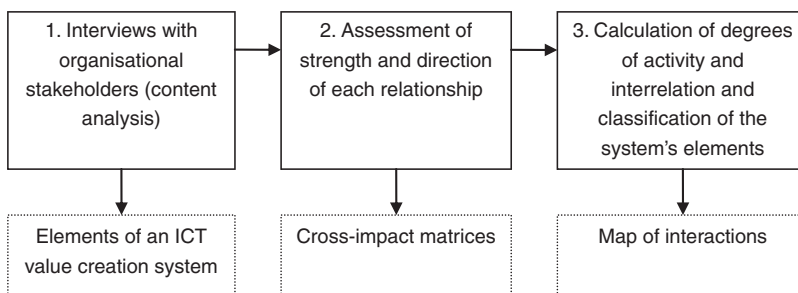 1. Interviews with
organisational
stakeholders (content
analysis)
2. Assessment of
strength and direction
of each relationship
3. Calculation of degrees
of activity and
interrelation and
classification of the
system's elements
Elements of an ICT
value creation system
Cross-impact matrices
Map of interactions